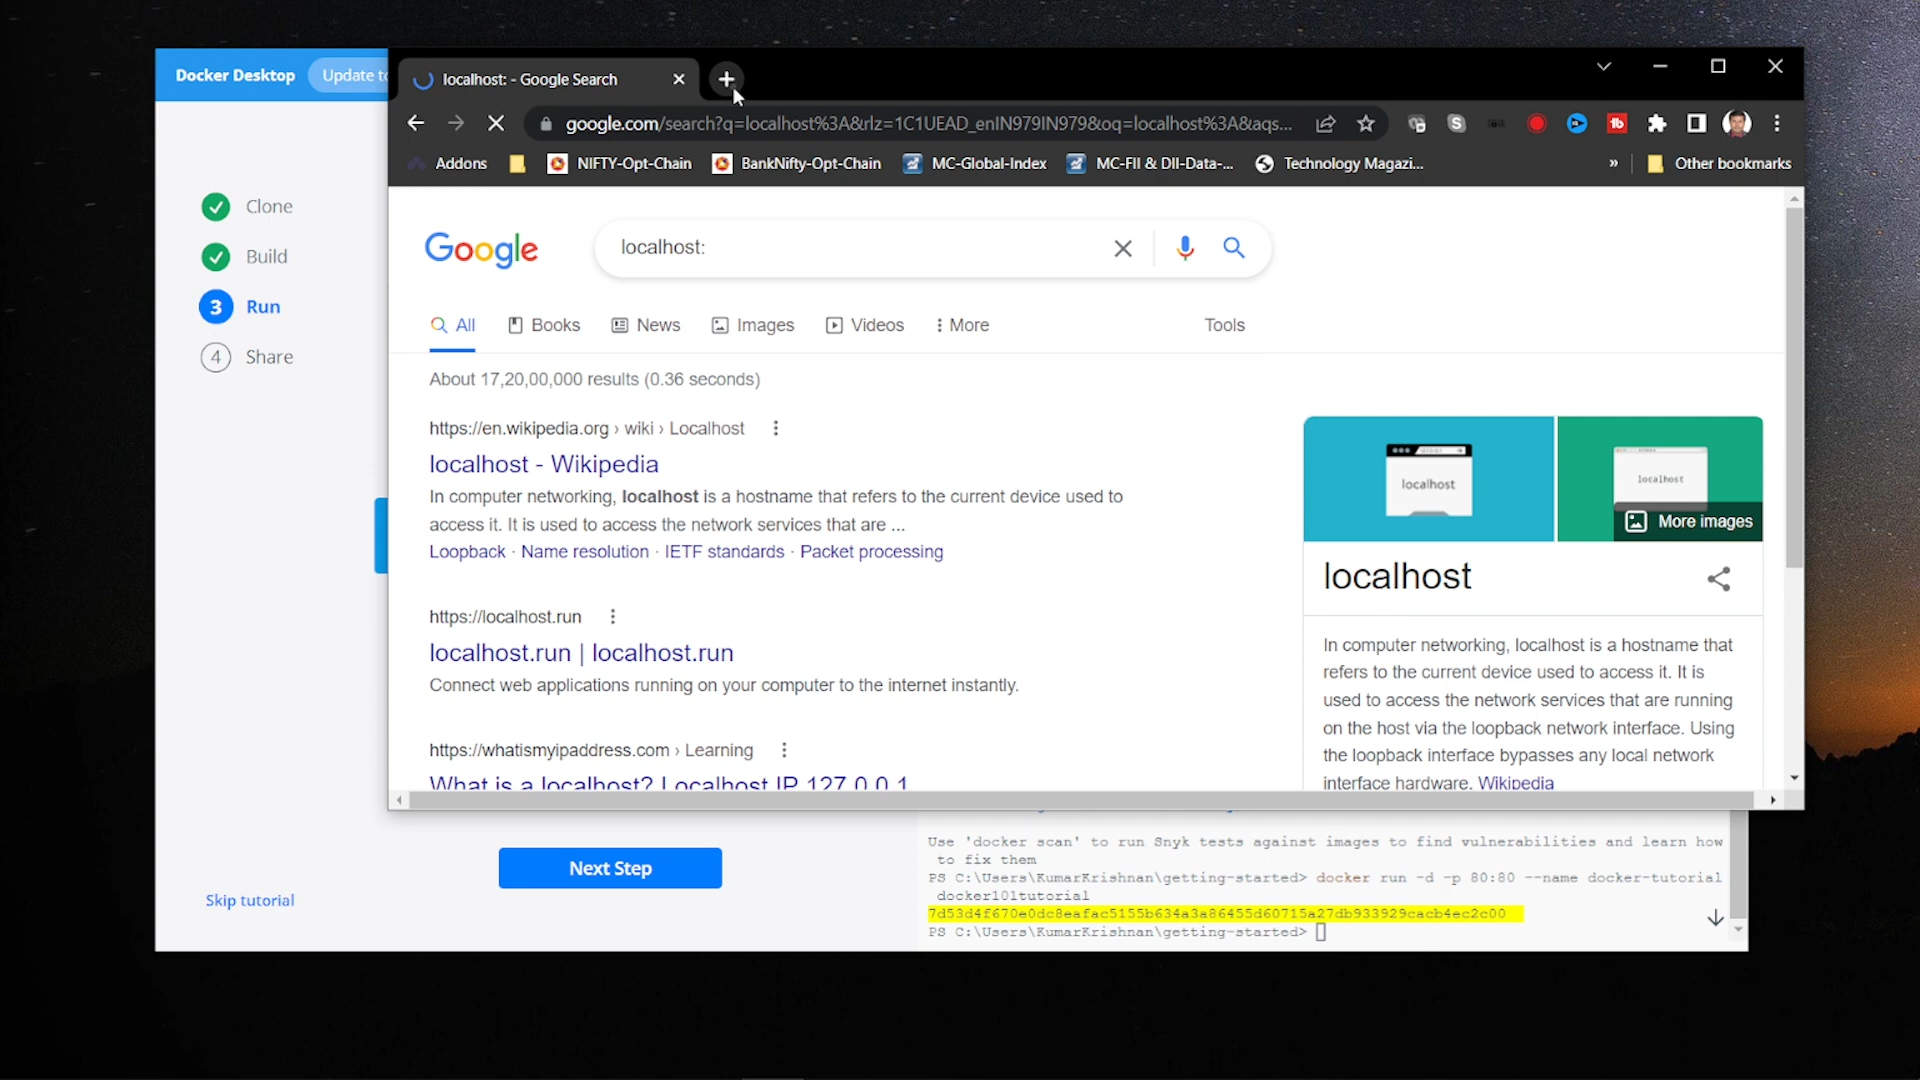 Docker Desktop
Update to
localhost: - Google Search
google.com/search?q=localhost%3A&rlz=1C1UEAD_enIN979IN979&oq=localhost%3A&aqs...
Addons
NIFTY-Opt-Chain
BankNifty-Opt-Chain
MC-Global-Index
MC-FII & DII-Data-...
Technology Magazi...
»
Other bookmarks
Clone
Build
3 Run
4 Share
Google
localhost:
All
Books
News
Images
Videos
More
Tools
About 17,20,00,000 results (0.36 seconds)
https://en.wikipedia.org › wiki › Localhost
localhost - Wikipedia
In computer networking, localhost is a hostname that refers to the current device used to
access it. It is used to access the network services that are ...
Loopback · Name resolution · IETF standards · Packet processing
https://localhost.run
localhost.run | localhost.run
Connect web applications running on your computer to the internet instantly.
https://whatismyipaddress.com › Learning
What is a localhost? Localhost IP 127.0.0.1
localhost
localhost
More images
localhost
In computer networking, localhost is a hostname that
refers to the current device used to access it. It is
used to access the network services that are running
on the host via the loopback network interface. Using
the loopback interface bypasses any local network
interface hardware. Wikipedia
Next Step
Skip tutorial
Use 'docker scan' to run Snyk tests against images to find vulnerabilities and learn how
to fix them
PS C:\Users\KumarKrishnan\getting-started> docker run -d -p 80:80 --name docker-tutorial
docker101tutorial
7d53d4f670e0dc8eafac5155b634a3a86455d60715a27db933929cacb4ec2c00
PS C:\Users\KumarKrishnan\getting-started>